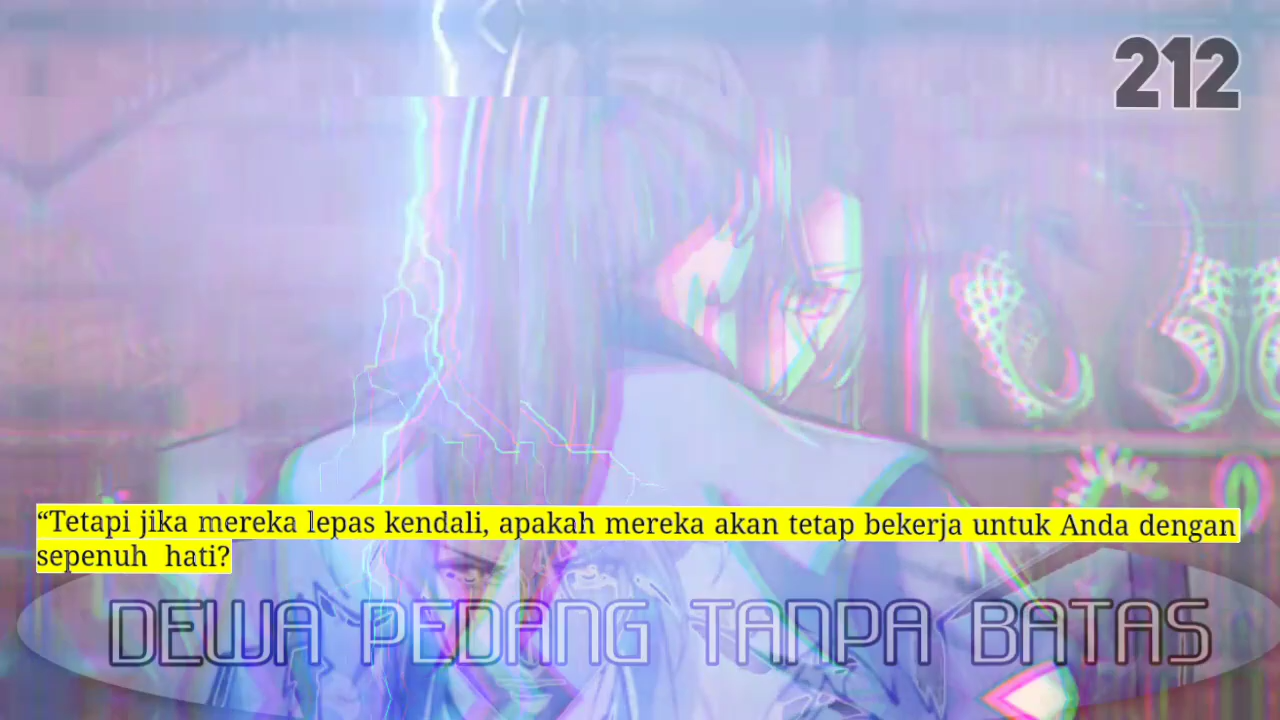 212
“Tetapi jika mereka lepas kendali, apakah mereka akan tetap bekerja untuk Anda dengan
sepenuh hati?
DEWA PEDANG TANPA BATAS